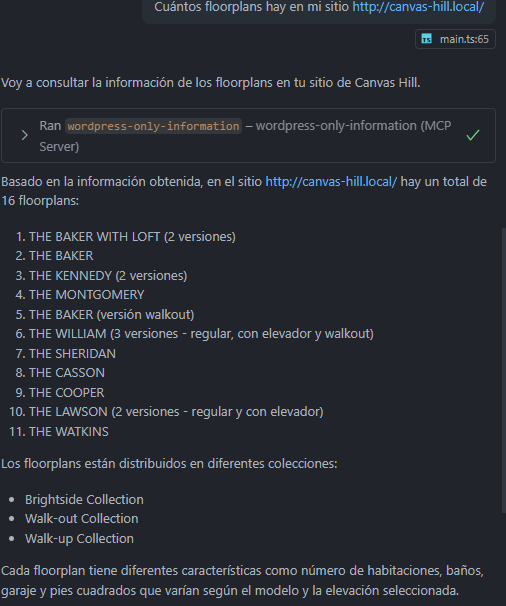 Cuántos floorplans hay en mi sitio http://canvas-hill.local/
TS main.ts:65
Voy a consultar la información de los floorplans en tu sitio de Canvas Hill.
Ran wordpress-only-information – wordpress-only-information (MCP
Server)
Basado en la información obtenida, en el sitio http://canvas-hill.local/ hay un total de
16 floorplans:
1. THE BAKER WITH LOFT (2 versiones)
2. THE BAKER
3. THE KENNEDY (2 versiones)
4. THE MONTGOMERY
5. THE BAKER (versión walkout)
6. THE WILLIAM (3 versiones - regular, con elevador y walkout)
7. THE SHERIDAN
8. THE CASSON
9. THE COOPER
10. THE LAWSON (2 versiones - regular y con elevador)
11. THE WATKINS
Los floorplans están distribuidos en diferentes colecciones:
• Brightside Collection
• Walk-out Collection
• Walk-up Collection
Cada floorplan tiene diferentes características como número de habitaciones, baños,
garaje y pies cuadrados que varían según el modelo y la elevación seleccionada.